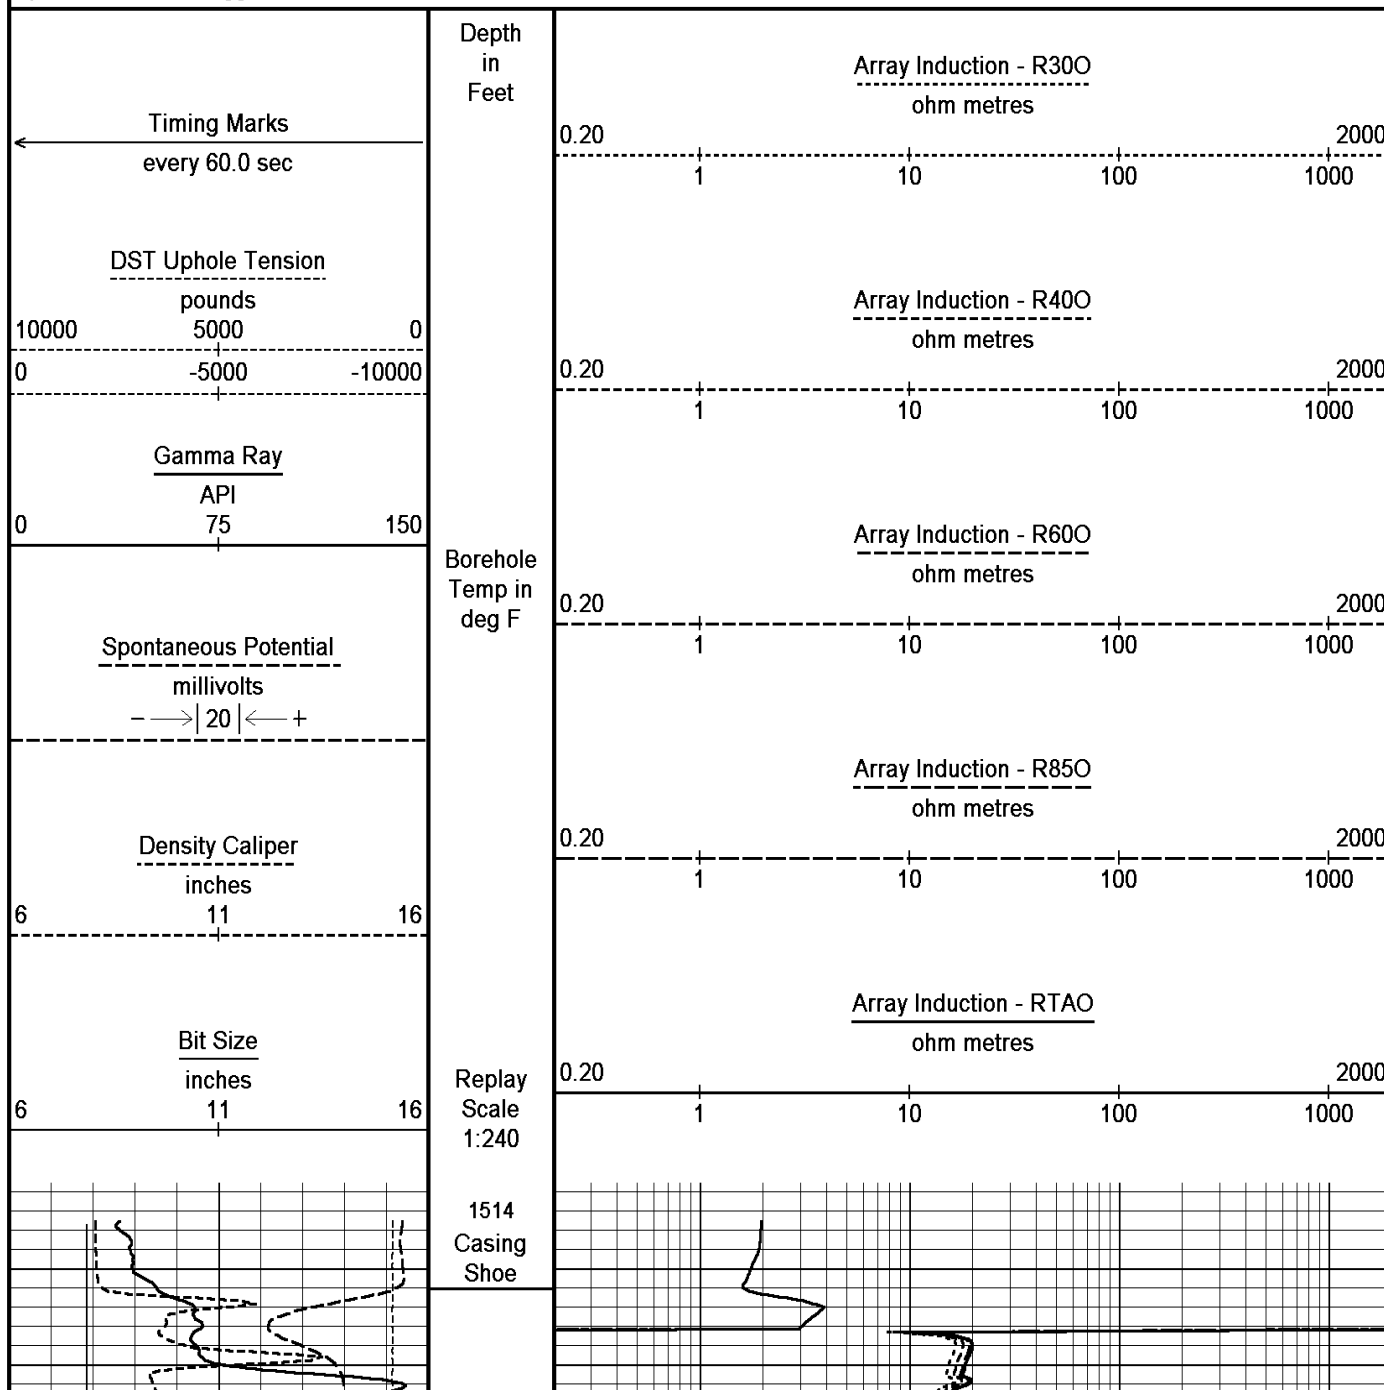 Timing Marks
every 60.0 sec
DST Uphole Tension
pounds
10000 5000 0
0 -5000 -10000
Gamma Ray
API
0 75 150
Spontaneous Potential
millivolts
− 20 +
Density Caliper
inches
6 11 16
Bit Size
inches
6 11 16
Depth
in
Feet
Borehole
Temp in
deg F
Replay
Scale
1:240
1514
Casing
Shoe
Array Induction - R30O
ohm metres
0.20 2000
1 10 100 1000
Array Induction - R40O
ohm metres
0.20 2000
1 10 100 1000
Array Induction - R60O
ohm metres
0.20 2000
1 10 100 1000
Array Induction - R85O
ohm metres
0.20 2000
1 10 100 1000
Array Induction - RTAO
ohm metres
0.20 2000
1 10 100 1000